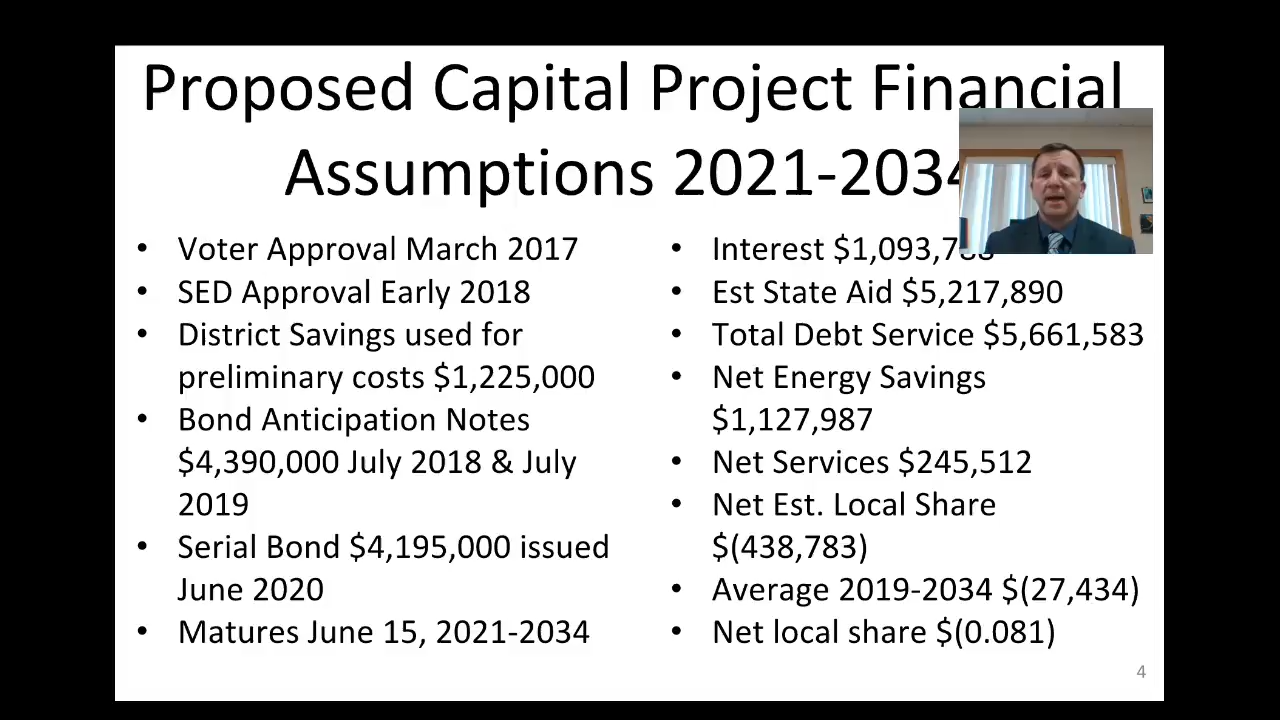 Proposed Capital Project Financial
Assumptions 2021-2034
• Voter Approval March 2017
• SED Approval Early 2018
• District Savings used for
preliminary costs $1,225,000
• Bond Anticipation Notes
$4,390,000 July 2018 & July
2019
• Serial Bond $4,195,000 issued
June 2020
• Matures June 15, 2021-2034
• Interest
• Est State Aid $5,217,890
• Total Debt Service $5,661,583
• Net Energy Savings
$1,127,987
• Net Services $245,512
• Net Est. Local Share
$(438,783)
• Average 2019-2034 $(27,434)
• Net local share $(0.081)
4